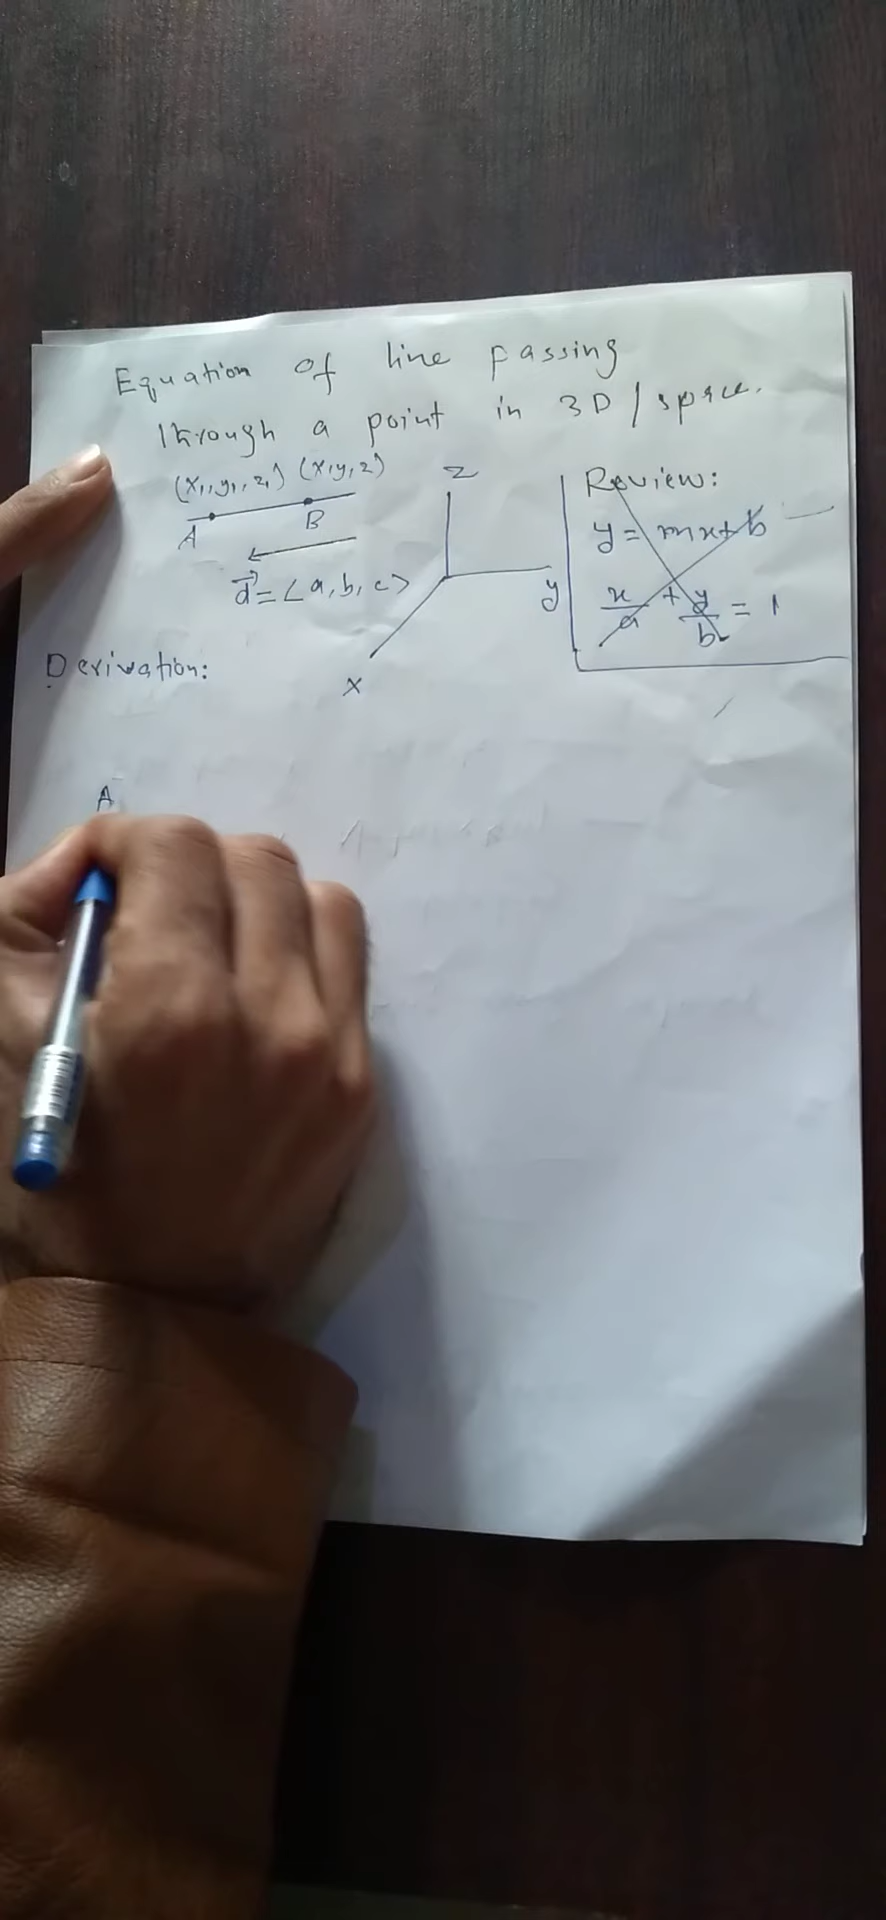 Equation of line passing
through a point in 3D / space.
(x₁, y₁, z₁) (x, y, z)
A B
d⃗ = <a, b, c>
z
y
x
Review:
y = mx + b
x/a + y/b = 1
Derivation:
A